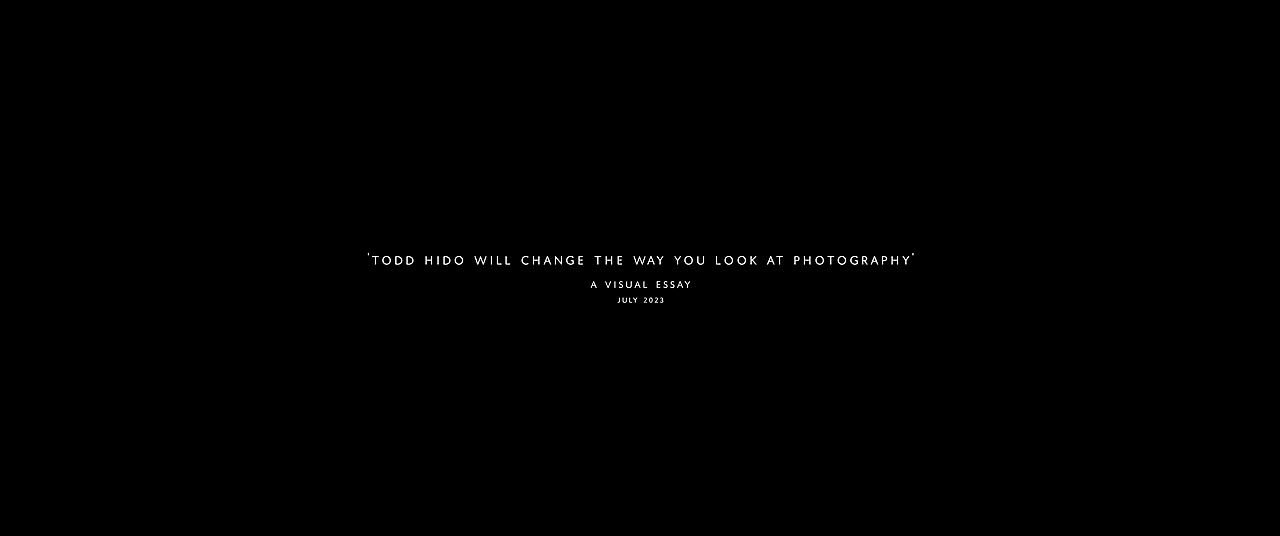 'TODD HIDO WILL CHANGE THE WAY YOU LOOK AT PHOTOGRAPHY'
A VISUAL ESSAY
JULY 2023